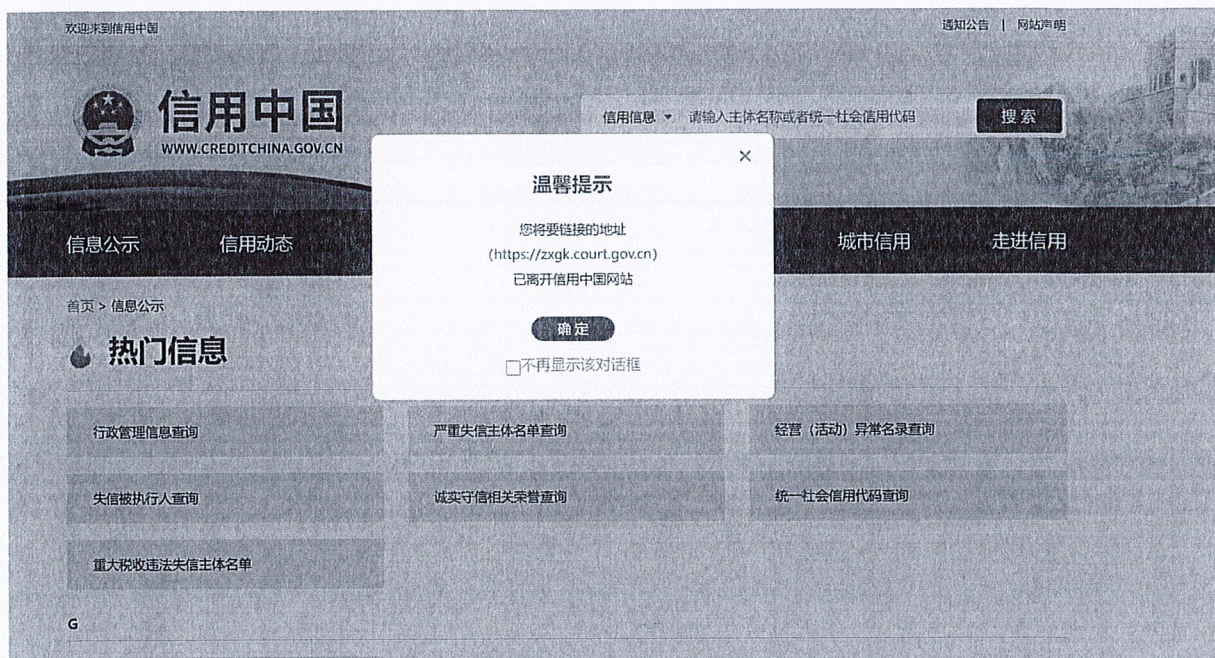 欢迎来到信用中国
通知公告 | 网站声明
信用中国
WWW.CREDITCHINA.GOV.CN
信用信息 请输入主体名称或者统一社会信用代码 搜索
×
温馨提示
您将要链接的地址
(https://zxgk.court.gov.cn)
已离开信用中国网站
确定
不再显示该对话框
信息公示 信用动态 城市信用 走进信用
首页 > 信息公示
热门信息
行政管理信息查询 严重失信主体名单查询 经营（活动）异常名录查询
失信被执行人查询 诚实守信相关荣誉查询 统一社会信用代码查询
重大税收违法失信主体名单
G